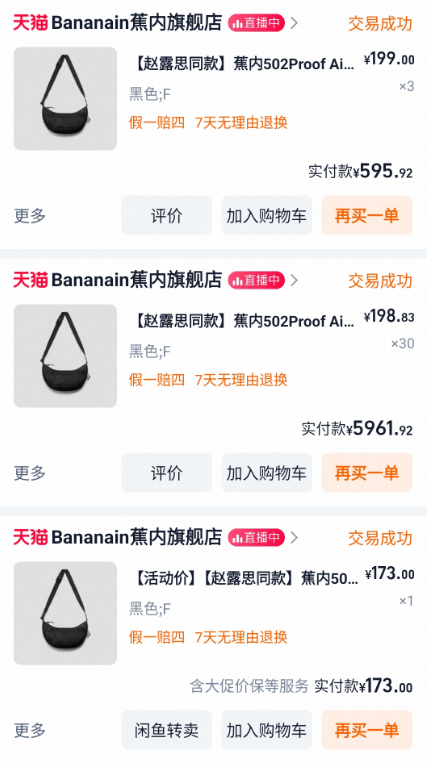 天猫 Bananain蕉内旗舰店 直播中 交易成功
【赵露思同款】蕉内502Proof Ai... ¥199.00
黑色;F ×3
假一赔四 7天无理由退换
实付款¥595.92
更多 评价 加入购物车 再买一单
天猫 Bananain蕉内旗舰店 直播中 交易成功
【赵露思同款】蕉内502Proof Ai... ¥198.83
黑色;F ×30
假一赔四 7天无理由退换
实付款¥5961.92
更多 评价 加入购物车 再买一单
天猫 Bananain蕉内旗舰店 直播中 交易成功
【活动价】【赵露思同款】蕉内50... ¥173.00
黑色;F ×1
假一赔四 7天无理由退换
含大促价保等服务 实付款¥173.00
更多 闲鱼转卖 加入购物车 再买一单